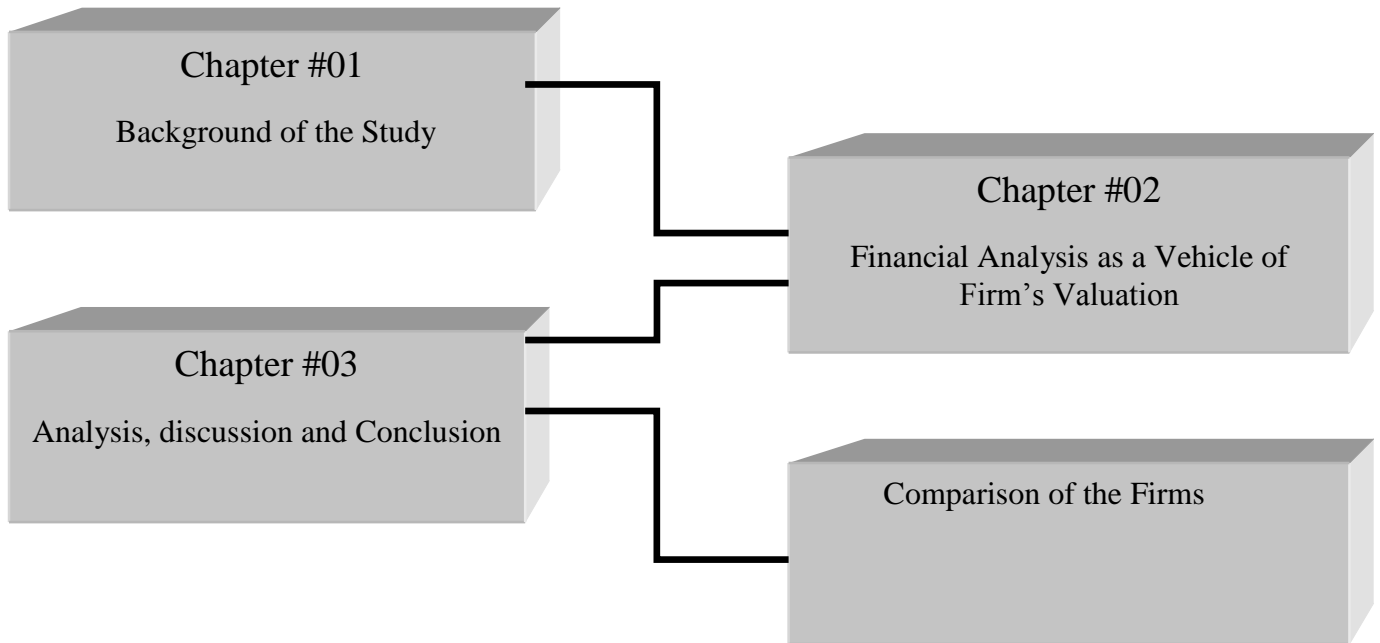 Chapter #01
Background of the Study
Chapter #02
Financial Analysis as a Vehicle of
Firm’s Valuation
Chapter #03
Analysis, discussion and Conclusion
Comparison of the Firms